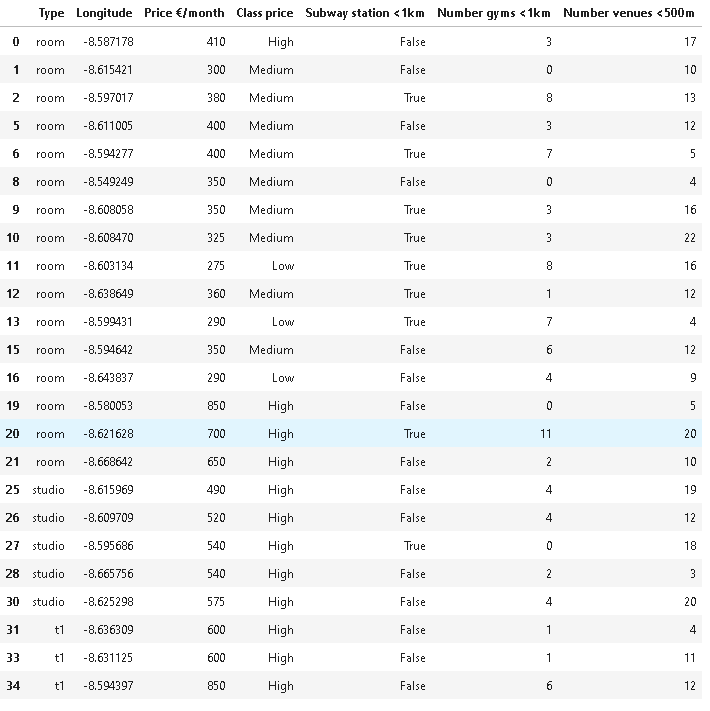 Type Longitude Price €/month Class price Subway station <1km Number gyms <1km Number venues <500m
0 room -8.587178 410 High False 3 17
1 room -8.615421 300 Medium False 0 10
2 room -8.597017 380 Medium True 8 13
5 room -8.611005 400 Medium False 3 12
6 room -8.594277 400 Medium True 7 5
8 room -8.549249 350 Medium False 0 4
9 room -8.608058 350 Medium True 3 16
10 room -8.608470 325 Medium True 3 22
11 room -8.603134 275 Low True 8 16
12 room -8.638649 360 Medium True 1 12
13 room -8.599431 290 Low True 7 4
15 room -8.594642 350 Medium False 6 12
16 room -8.643837 290 Low False 4 9
19 room -8.580053 850 High False 0 5
20 room -8.621628 700 High True 11 20
21 room -8.668642 650 High False 2 10
25 studio -8.615969 490 High False 4 19
26 studio -8.609709 520 High False 4 12
27 studio -8.595686 540 High True 0 18
28 studio -8.665756 540 High False 2 3
30 studio -8.625298 575 High False 4 20
31 t1 -8.636309 600 High False 1 4
33 t1 -8.631125 600 High False 1 11
34 t1 -8.594397 850 High False 6 12